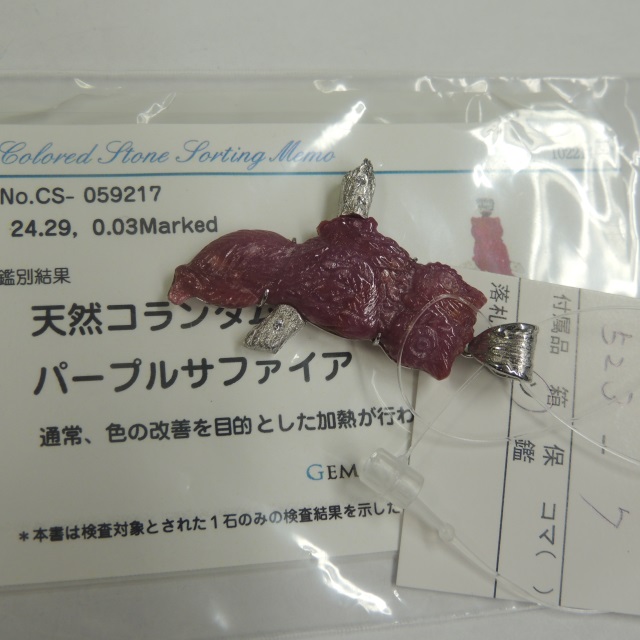 Colored Stone Sorting Memo
No.CS- 059217
24.29, 0.03Marked
鑑別結果
天然コランダム
パープルサファイア
通常、色の改善を目的とした加熱が行わ
GEM
*本書は検査対象とされた1石のみの検査結果を示した
落札
付属品 箱 保
鑑 コマ( )